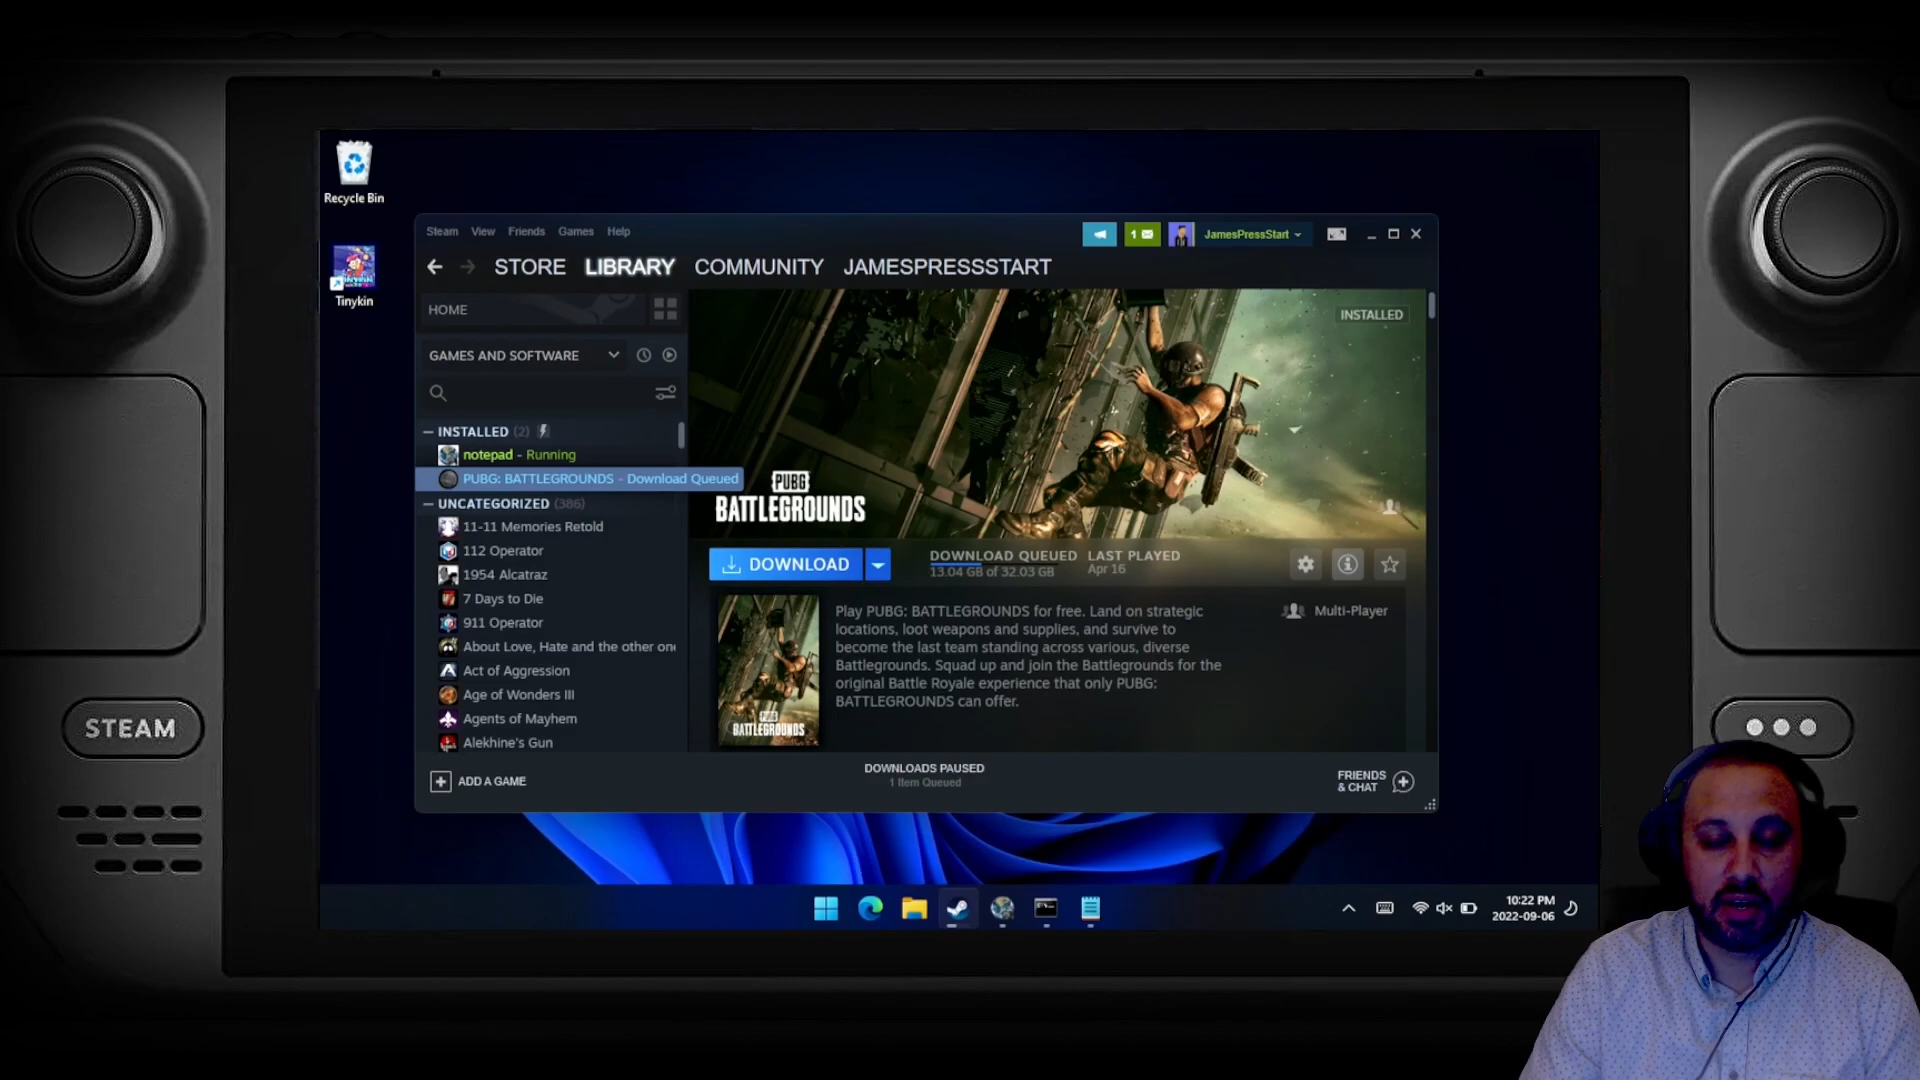 Recycle Bin
Tinykin
Steam View Friends Games Help
1
JamesPressStart
STORE LIBRARY COMMUNITY JAMESPRESSSTART
HOME
GAMES AND SOFTWARE
INSTALLED (2)
notepad - Running
PUBG: BATTLEGROUNDS - Download Queued
UNCATEGORIZED (386)
11-11 Memories Retold
112 Operator
1954 Alcatraz
7 Days to Die
911 Operator
About Love, Hate and the other one
Act of Aggression
Age of Wonders III
Agents of Mayhem
Alekhine's Gun
ADD A GAME
INSTALLED
PUBG
BATTLEGROUNDS
DOWNLOAD
DOWNLOAD QUEUED
13.04 GB of 32.03 GB
LAST PLAYED
Apr 16
PUBG
BATTLEGROUNDS
Play PUBG: BATTLEGROUNDS for free. Land on strategic
locations, loot weapons and supplies, and survive to
become the last team standing across various, diverse
Battlegrounds. Squad up and join the Battlegrounds for the
original Battle Royale experience that only PUBG:
BATTLEGROUNDS can offer.
Multi-Player
DOWNLOADS PAUSED
1 Item Queued
FRIENDS
& CHAT
STEAM
10:22 PM
2022-09-06